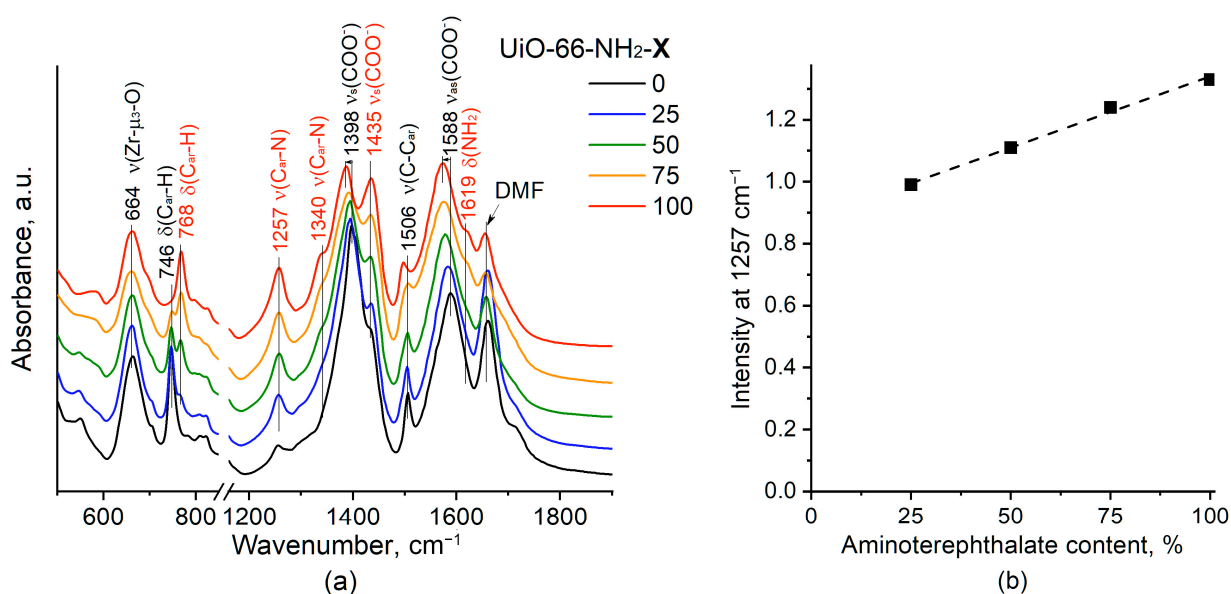 UiO-66-NH₂-X
0
25
50
75
100
664 ν(Zr-μ₃-O)
746 δ(Cₐᵣ-H)
768 δ(Cₐᵣ-H)
1257 ν(Cₐᵣ-N)
1340 ν(Cₐᵣ-N)
1398 νₛ(COO⁻)
1435 νₛ(COO⁻)
1506 ν(C-Cₐᵣ)
1588 νₐₛ(COO⁻)
1619 δ(NH₂)
DMF
Absorbance, a.u.
600 800 1200 1400 1600 1800
Wavenumber, cm⁻¹
(a)
Intensity at 1257 cm⁻¹
1.2
1.0
0.8
0.6
0.4
0.2
0.0
0 25 50 75 100
Aminoterephthalate content, %
(b)